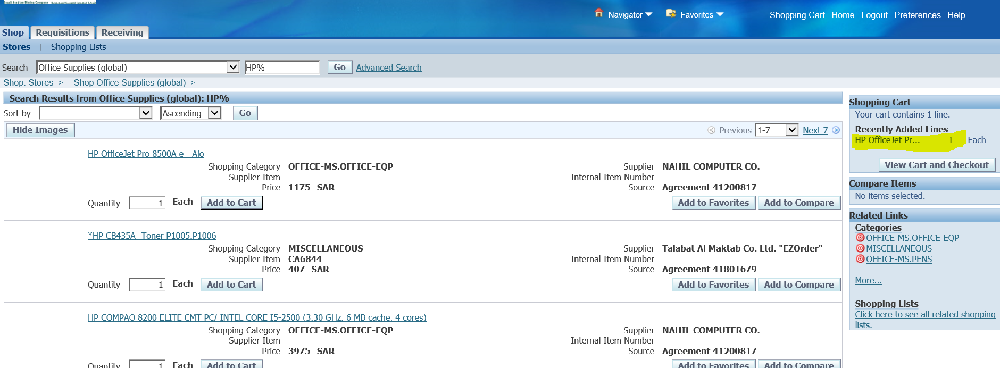 Saudi Arabian Mining Company
Navigator Favorites Shopping Cart Home Logout Preferences Help
Shop Requisitions Receiving
Stores | Shopping Lists
Search Office Supplies (global) HP% Go Advanced Search
Shop: Stores > Shop Office Supplies (global) >
Search Results from Office Supplies (global): HP%
Sort by Ascending Go
Hide Images Previous 1-7 Next 7
HP OfficeJet Pro 8500A e - Aio
Shopping Category OFFICE-MS.OFFICE-EQP Supplier NAHIL COMPUTER CO.
Supplier Item Internal Item Number
Price 1175 SAR Source Agreement 41200817
Quantity 1 Each Add to Cart Add to Favorites Add to Compare
*HP CB435A- Toner P1005.P1006
Shopping Category MISCELLANEOUS Supplier Talabat Al Maktab Co. Ltd. "EZOrder"
Supplier Item CA6844 Internal Item Number
Price 407 SAR Source Agreement 41801679
Quantity 1 Each Add to Cart Add to Favorites Add to Compare
HP COMPAQ 8200 ELITE CMT PC/ INTEL CORE I5-2500 (3.30 GHz, 6 MB cache, 4 cores)
Shopping Category OFFICE-MS.OFFICE-EQP Supplier NAHIL COMPUTER CO.
Supplier Item Internal Item Number
Price 3975 SAR Source Agreement 41200817
Quantity 1 Each Add to Cart Add to Favorites Add to Compare
Shopping Cart
Your cart contains 1 line.
Recently Added Lines
HP OfficeJet Pr... 1 Each
View Cart and Checkout
Compare Items
No items selected.
Related Links
Categories
OFFICE-MS.OFFICE-EQP
MISCELLANEOUS
OFFICE-MS.PENS
More...
Shopping Lists
Click here to see all related shopping
lists.